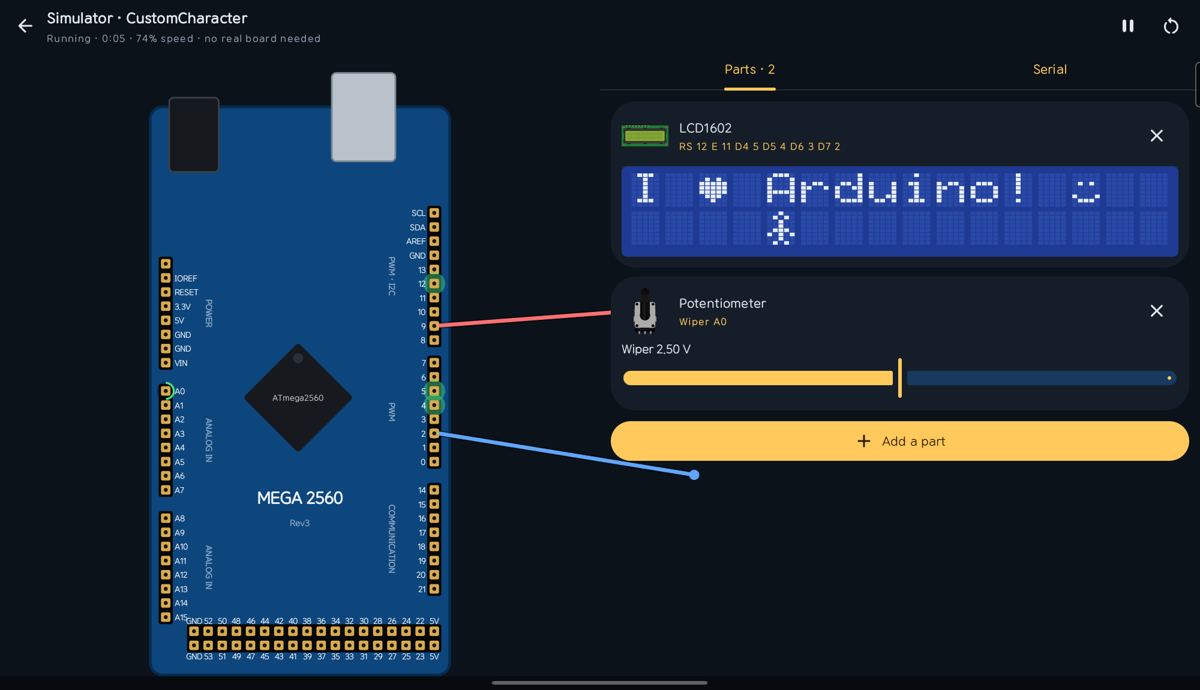 Simulator · CustomCharacter
Running · 0:05 · 74% speed · no real board needed
Parts · 2
Serial
LCD1602
RS 12 E 11 D4 5 D5 4 D6 3 D7 2
I ♥ Arduino!
Potentiometer
Wiper A0
Wiper 2.50 V
+ Add a part
SCL
SDA
AREF
GND
13
12
11
10
9
8
PWM · I2C
7
6
5
4
3
2
1
0
PWM
14
15
16
17
18
19
20
21
COMMUNICATION
IOREF
RESET
3.3V
5V
GND
GND
VIN
POWER
A0
A1
A2
A3
A4
A5
A6
A7
ANALOG IN
A8
A9
A10
A11
A12
A13
A14
A15
ANALOG IN
ATmega2560
MEGA 2560
Rev3
GND 52 50 48 46 44 42 40 38 36 34 32 30 28 26 24 22 5V
GND 53 51 49 47 45 43 41 39 37 35 33 31 29 27 25 23 5V